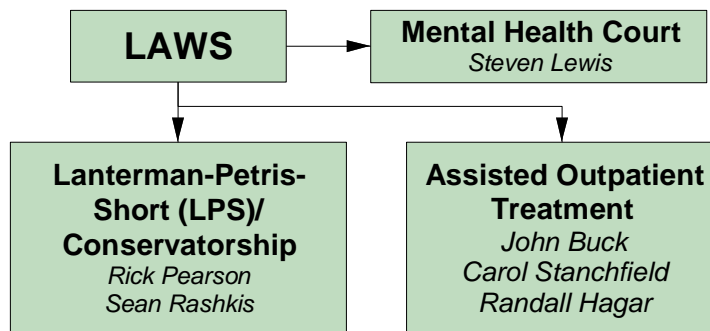 LAWS
Mental Health Court
Steven Lewis
Lanterman-Petris-
Short (LPS)/
Conservatorship
Rick Pearson
Sean Rashkis
Assisted Outpatient
Treatment
John Buck
Carol Stanchfield
Randall Hagar